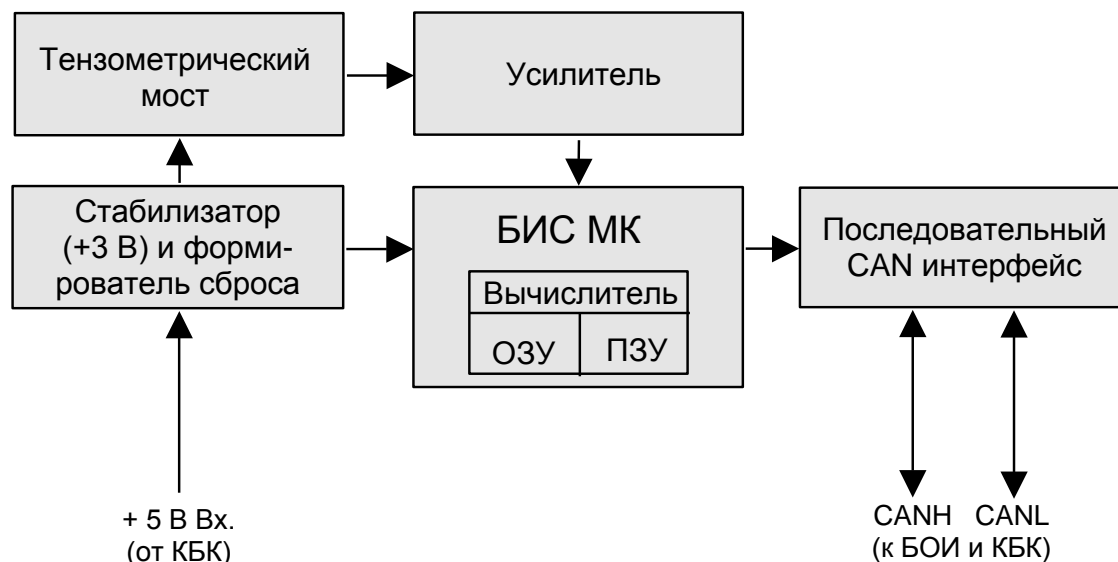 Тензометрический
мост
Усилитель
Стабилизатор
(+3 В) и форми-
рователь сброса
БИС МК
Вычислитель
ОЗУ ПЗУ
Последовательный
CAN интерфейс
+ 5 В Вх.
(от КБК)
CANH CANL
(к БОИ и КБК)